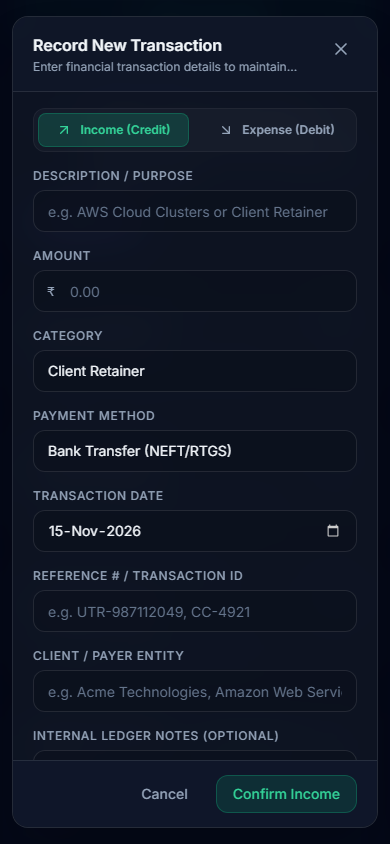 Record New Transaction
Enter financial transaction details to maintain...
Income (Credit)
Expense (Debit)
DESCRIPTION / PURPOSE
e.g. AWS Cloud Clusters or Client Retainer
AMOUNT
₹ 0.00
CATEGORY
Client Retainer
PAYMENT METHOD
Bank Transfer (NEFT/RTGS)
TRANSACTION DATE
15-Nov-2026
REFERENCE # / TRANSACTION ID
e.g. UTR-987112049, CC-4921
CLIENT / PAYER ENTITY
e.g. Acme Technologies, Amazon Web Servi
INTERNAL LEDGER NOTES (OPTIONAL)
Cancel
Confirm Income